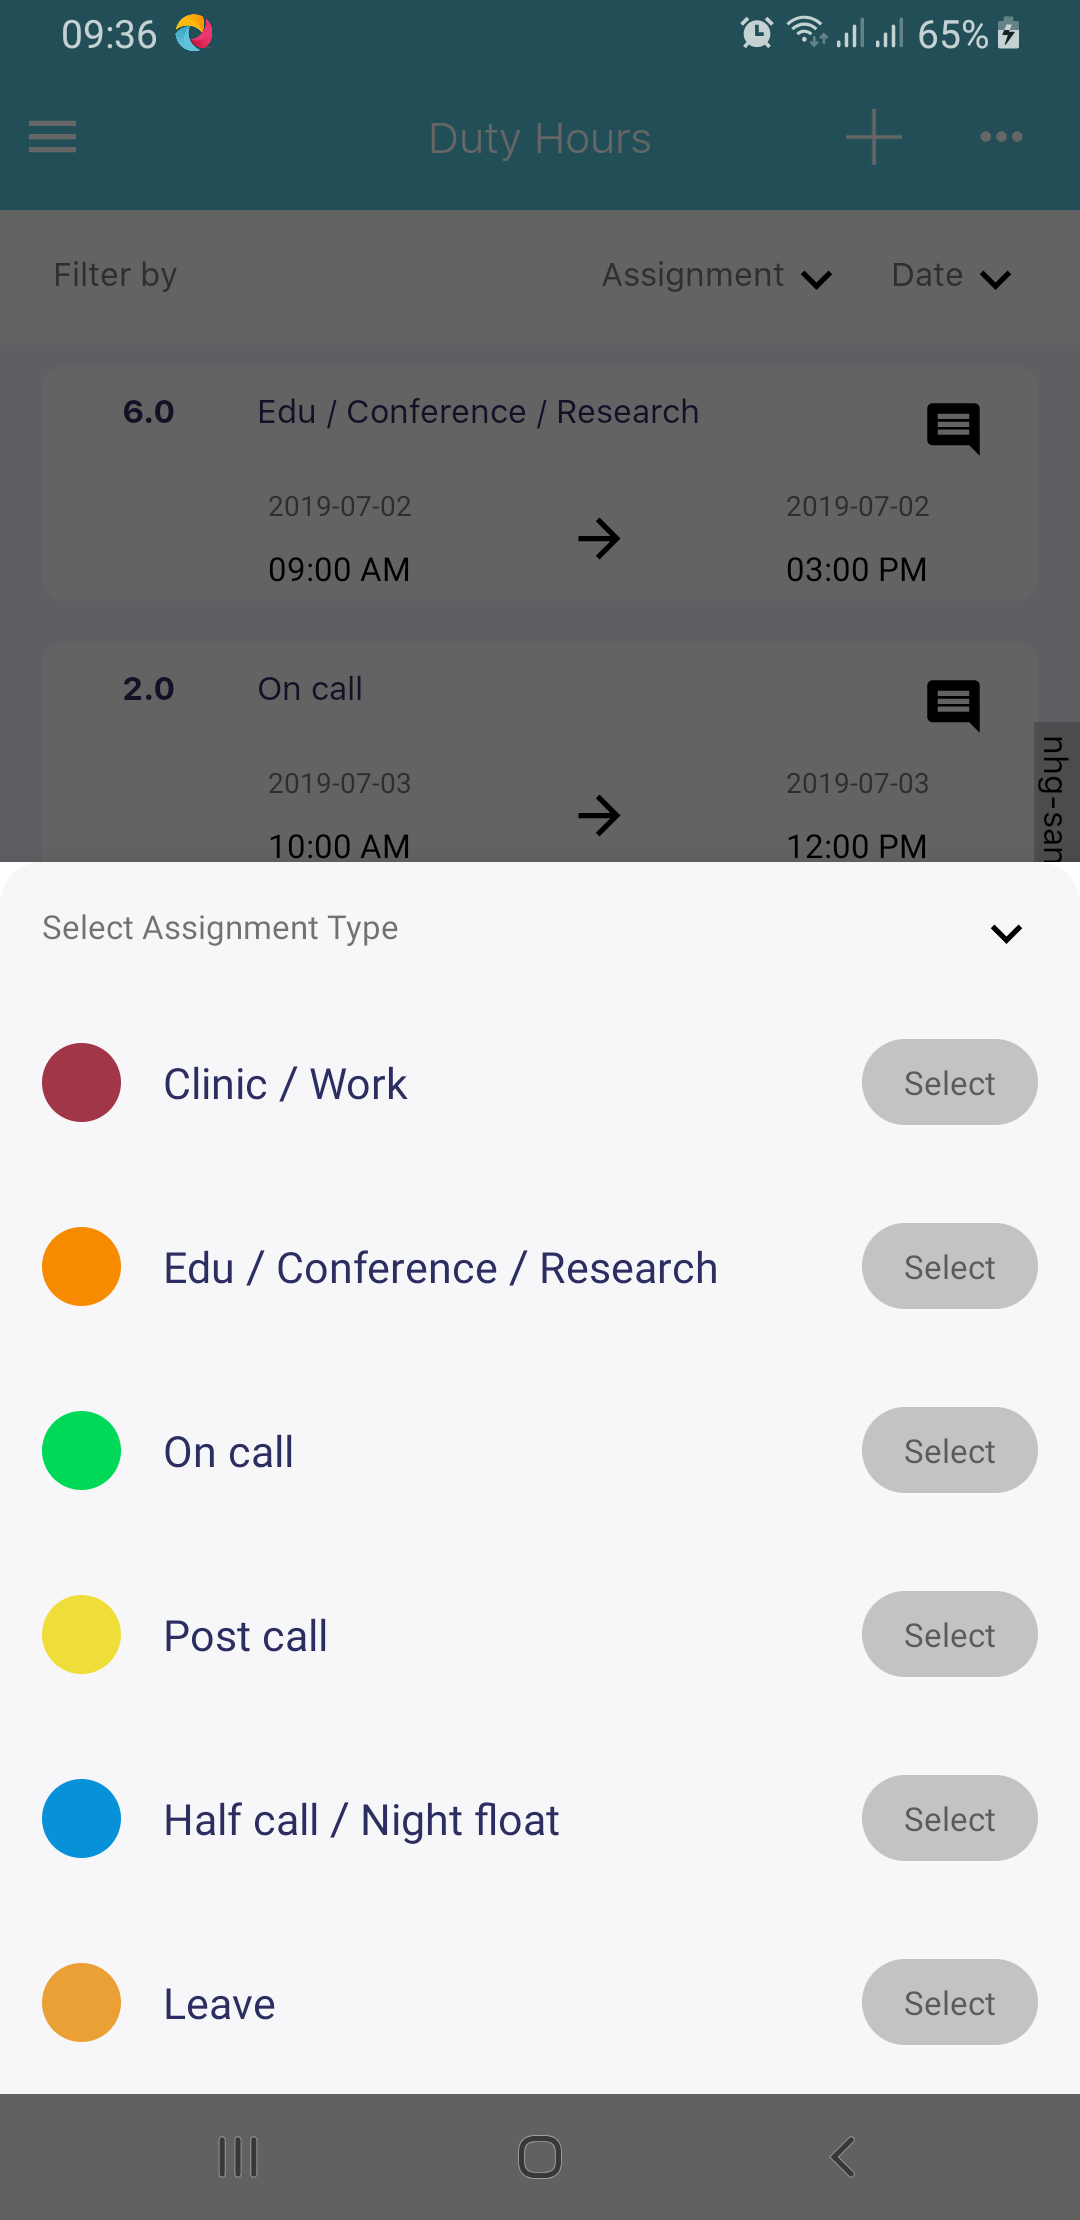 09:36 65%
Duty Hours
Filter by Assignment Date
6.0 Edu / Conference / Research
2019-07-02 2019-07-02
09:00 AM 03:00 PM
2.0 On call
2019-07-03 2019-07-03
10:00 AM 12:00 PM
nhg-san
Select Assignment Type
Clinic / Work Select
Edu / Conference / Research Select
On call Select
Post call Select
Half call / Night float Select
Leave Select